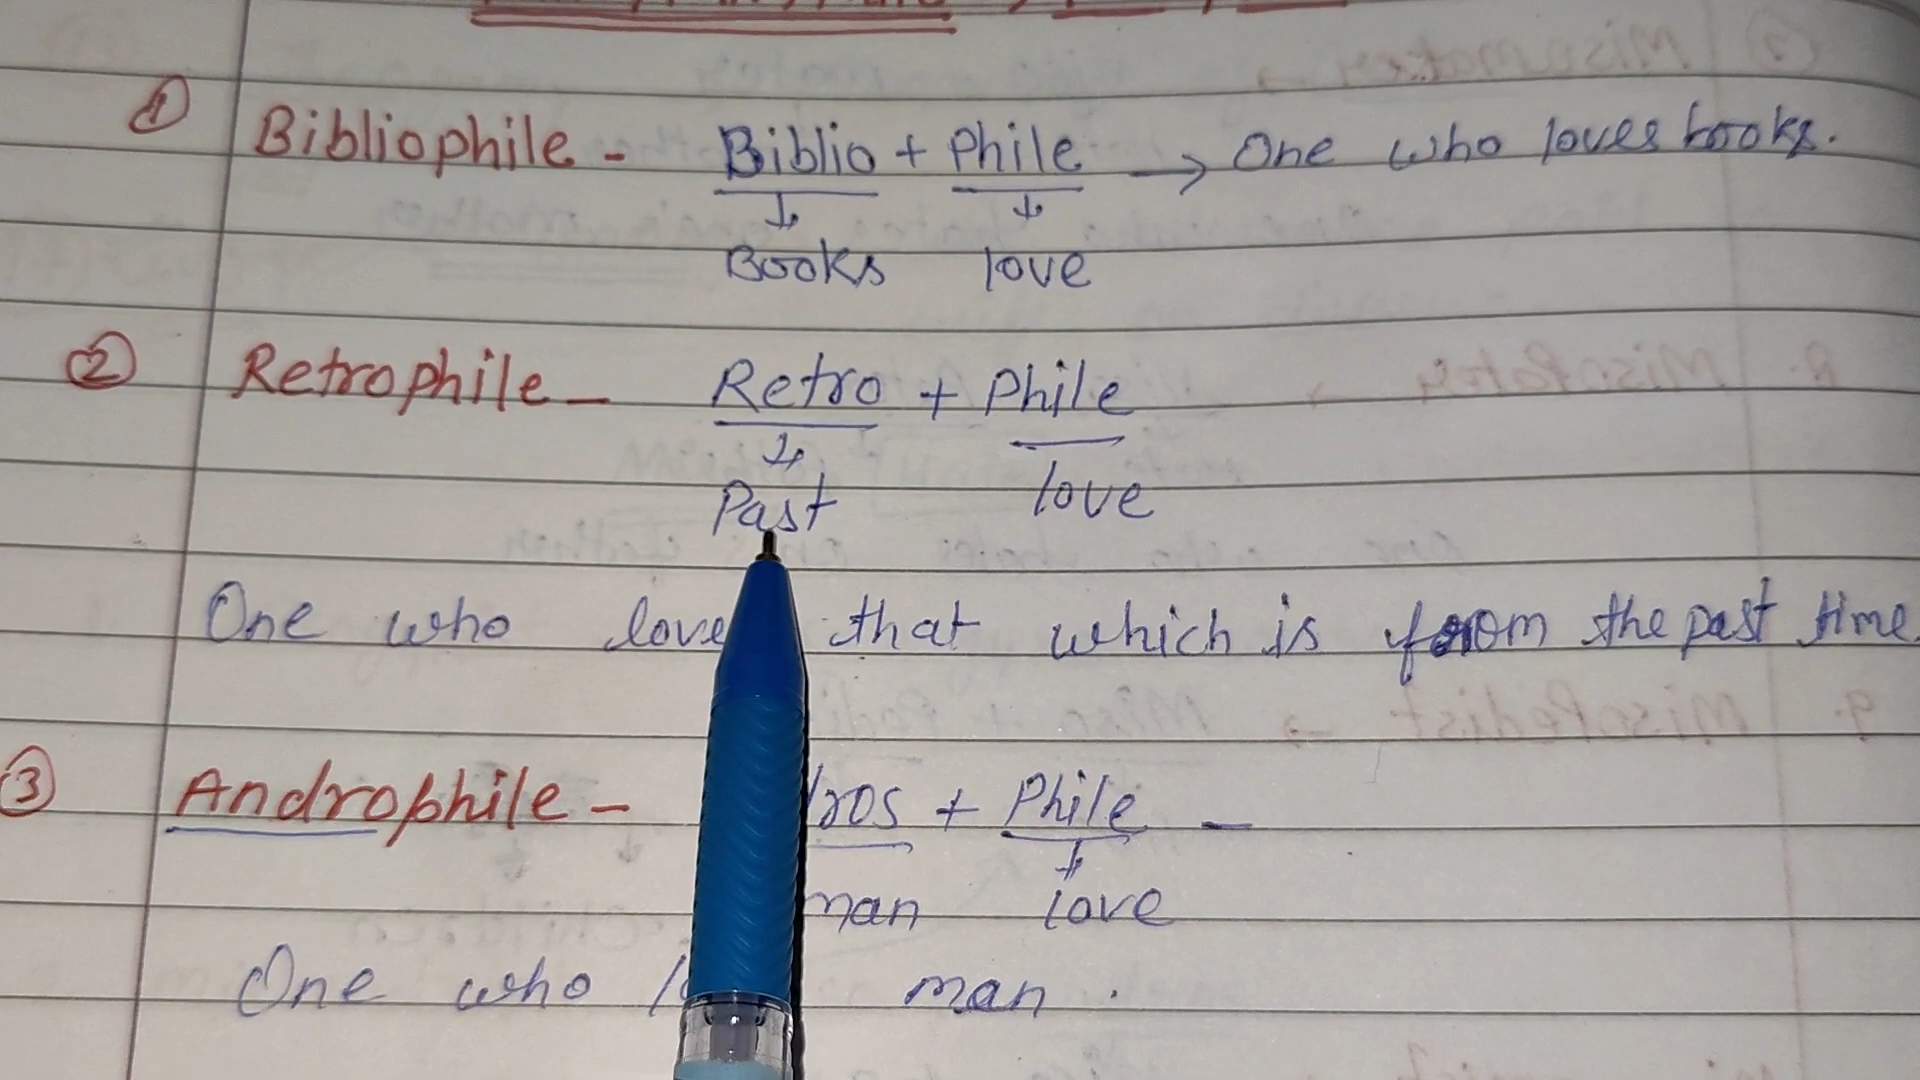 ① Bibliophile - Biblio + Phile → One who loves books.
↓ ↓
Books love
② Retrophile - Retro + Phile
↓
Past love
One who love that which is from the past time.
③ Androphile - + Phile -
↓
man love
One who man.